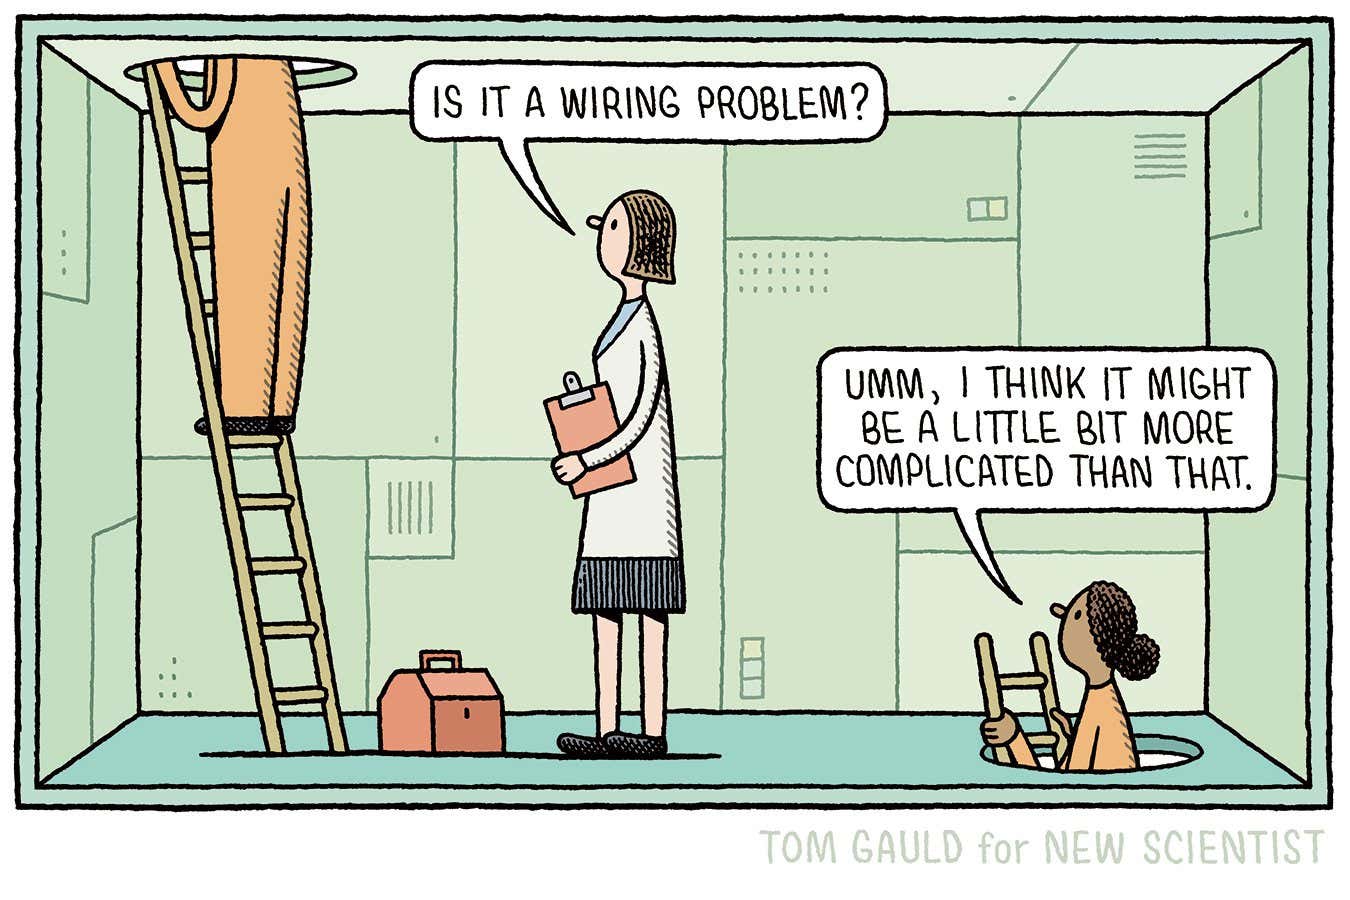 IS IT A WIRING PROBLEM?
UMM, I THINK IT MIGHT
BE A LITTLE BIT MORE
COMPLICATED THAN THAT.
TOM GAULD for NEW SCIENTIST